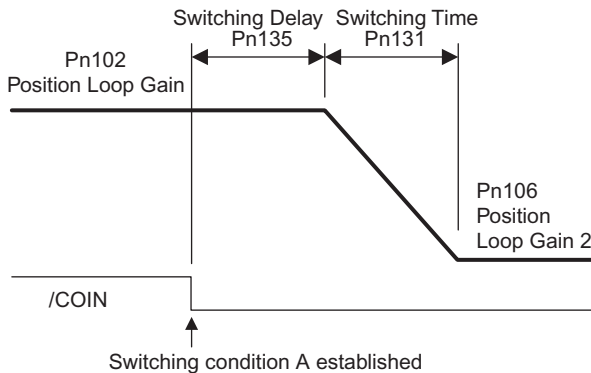 Switching Delay
Pn135
Switching Time
Pn131
Pn102
Position Loop Gain
Pn106
Position
Loop Gain 2
/COIN
Switching condition A established